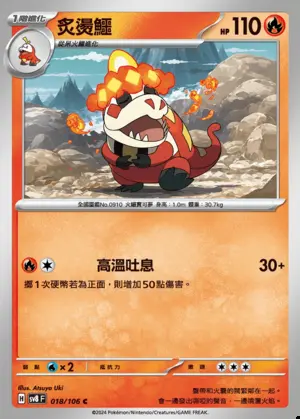 1階進化
炙燙鱷
HP 110
從呆火鱷進化
全國圖鑑No.0910 火鱷寶可夢 身高：1.0m 體重：30.7kg
高溫吐息 30+
擲1次硬幣若為正面，則增加50點傷害。
弱點 ×2 抵抗力 撤退
Illus. Atsuya Uki
H sv8 F 018/106 C
©2024 Pokémon/Nintendo/Creatures/GAME FREAK.